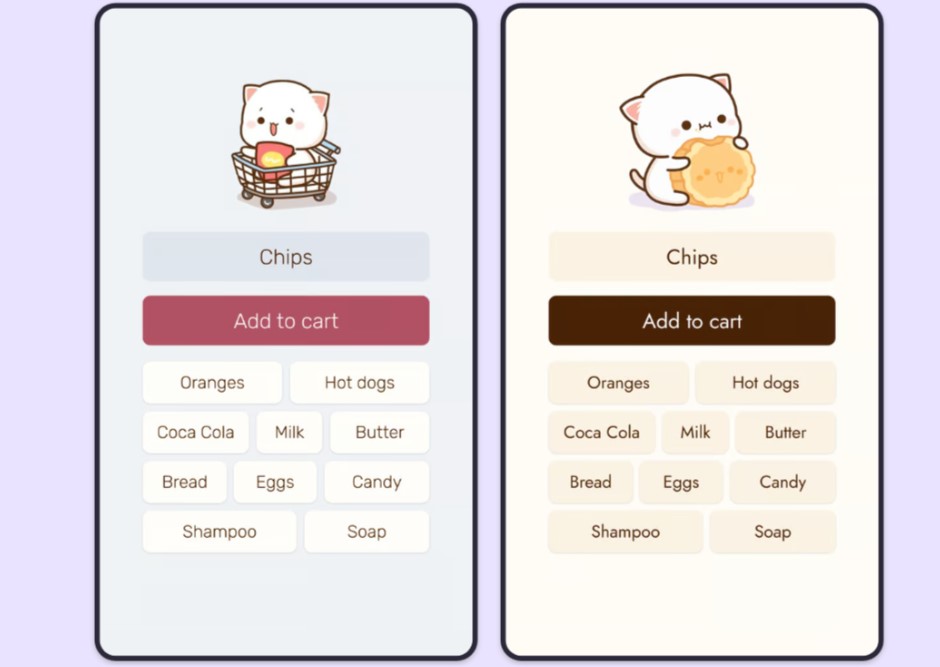 Chips
Add to cart
Oranges
Hot dogs
Coca Cola
Milk
Butter
Bread
Eggs
Candy
Shampoo
Soap
Chips
Add to cart
Oranges
Hot dogs
Coca Cola
Milk
Butter
Bread
Eggs
Candy
Shampoo
Soap